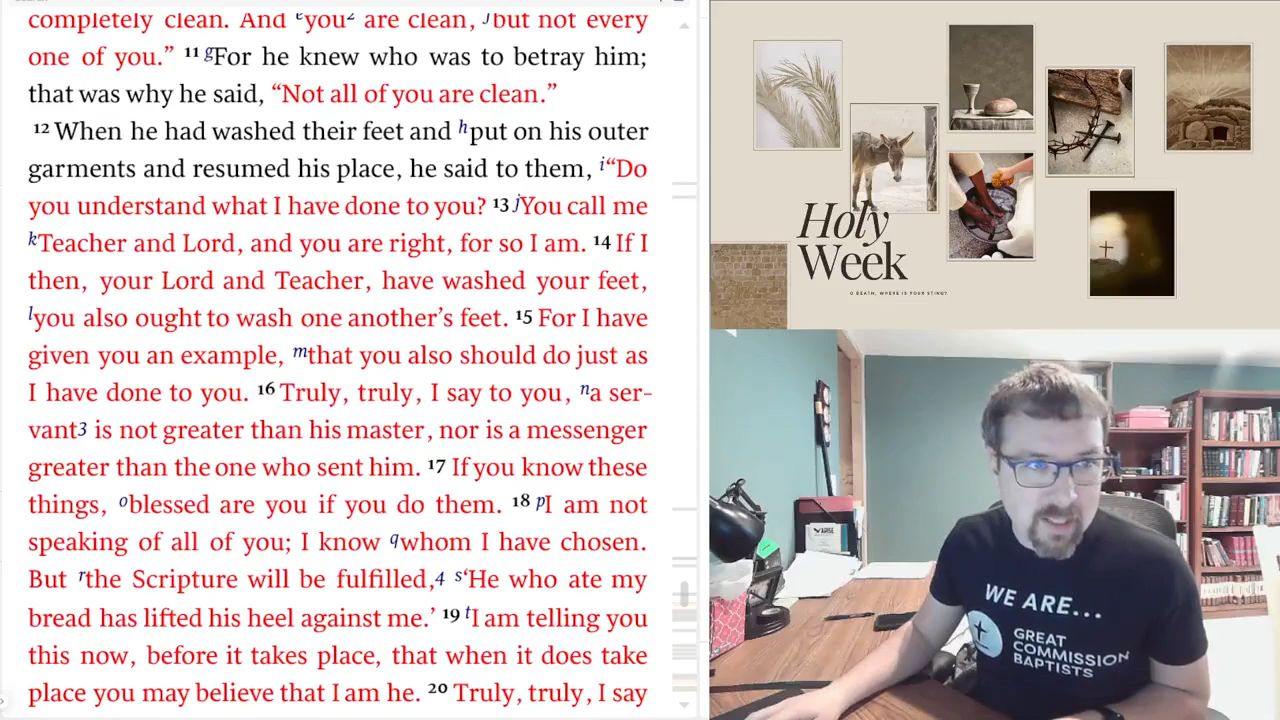 completely clean. And e you2 are clean, f but not every
one of you.” 11 g For he knew who was to betray him;
that was why he said, “Not all of you are clean.”
12 When he had washed their feet and h put on his outer
garments and resumed his place, he said to them, i “Do
you understand what I have done to you? 13 j You call me
k Teacher and Lord, and you are right, for so I am. 14 If I
then, your Lord and Teacher, have washed your feet,
l you also ought to wash one another’s feet. 15 For I have
given you an example, m that you also should do just as
I have done to you. 16 Truly, truly, I say to you, n a ser-
vant3 is not greater than his master, nor is a messenger
greater than the one who sent him. 17 If you know these
things, o blessed are you if you do them. 18 p I am not
speaking of all of you; I know q whom I have chosen.
But r the Scripture will be fulfilled,4 s ‘He who ate my
bread has lifted his heel against me.’ 19 t I am telling you
this now, before it takes place, that when it does take
place you may believe that I am he. 20 Truly, truly, I say
Holy
Week
O DEATH, WHERE IS YOUR STING?
WE ARE...
GREAT
COMMISSION
BAPTISTS